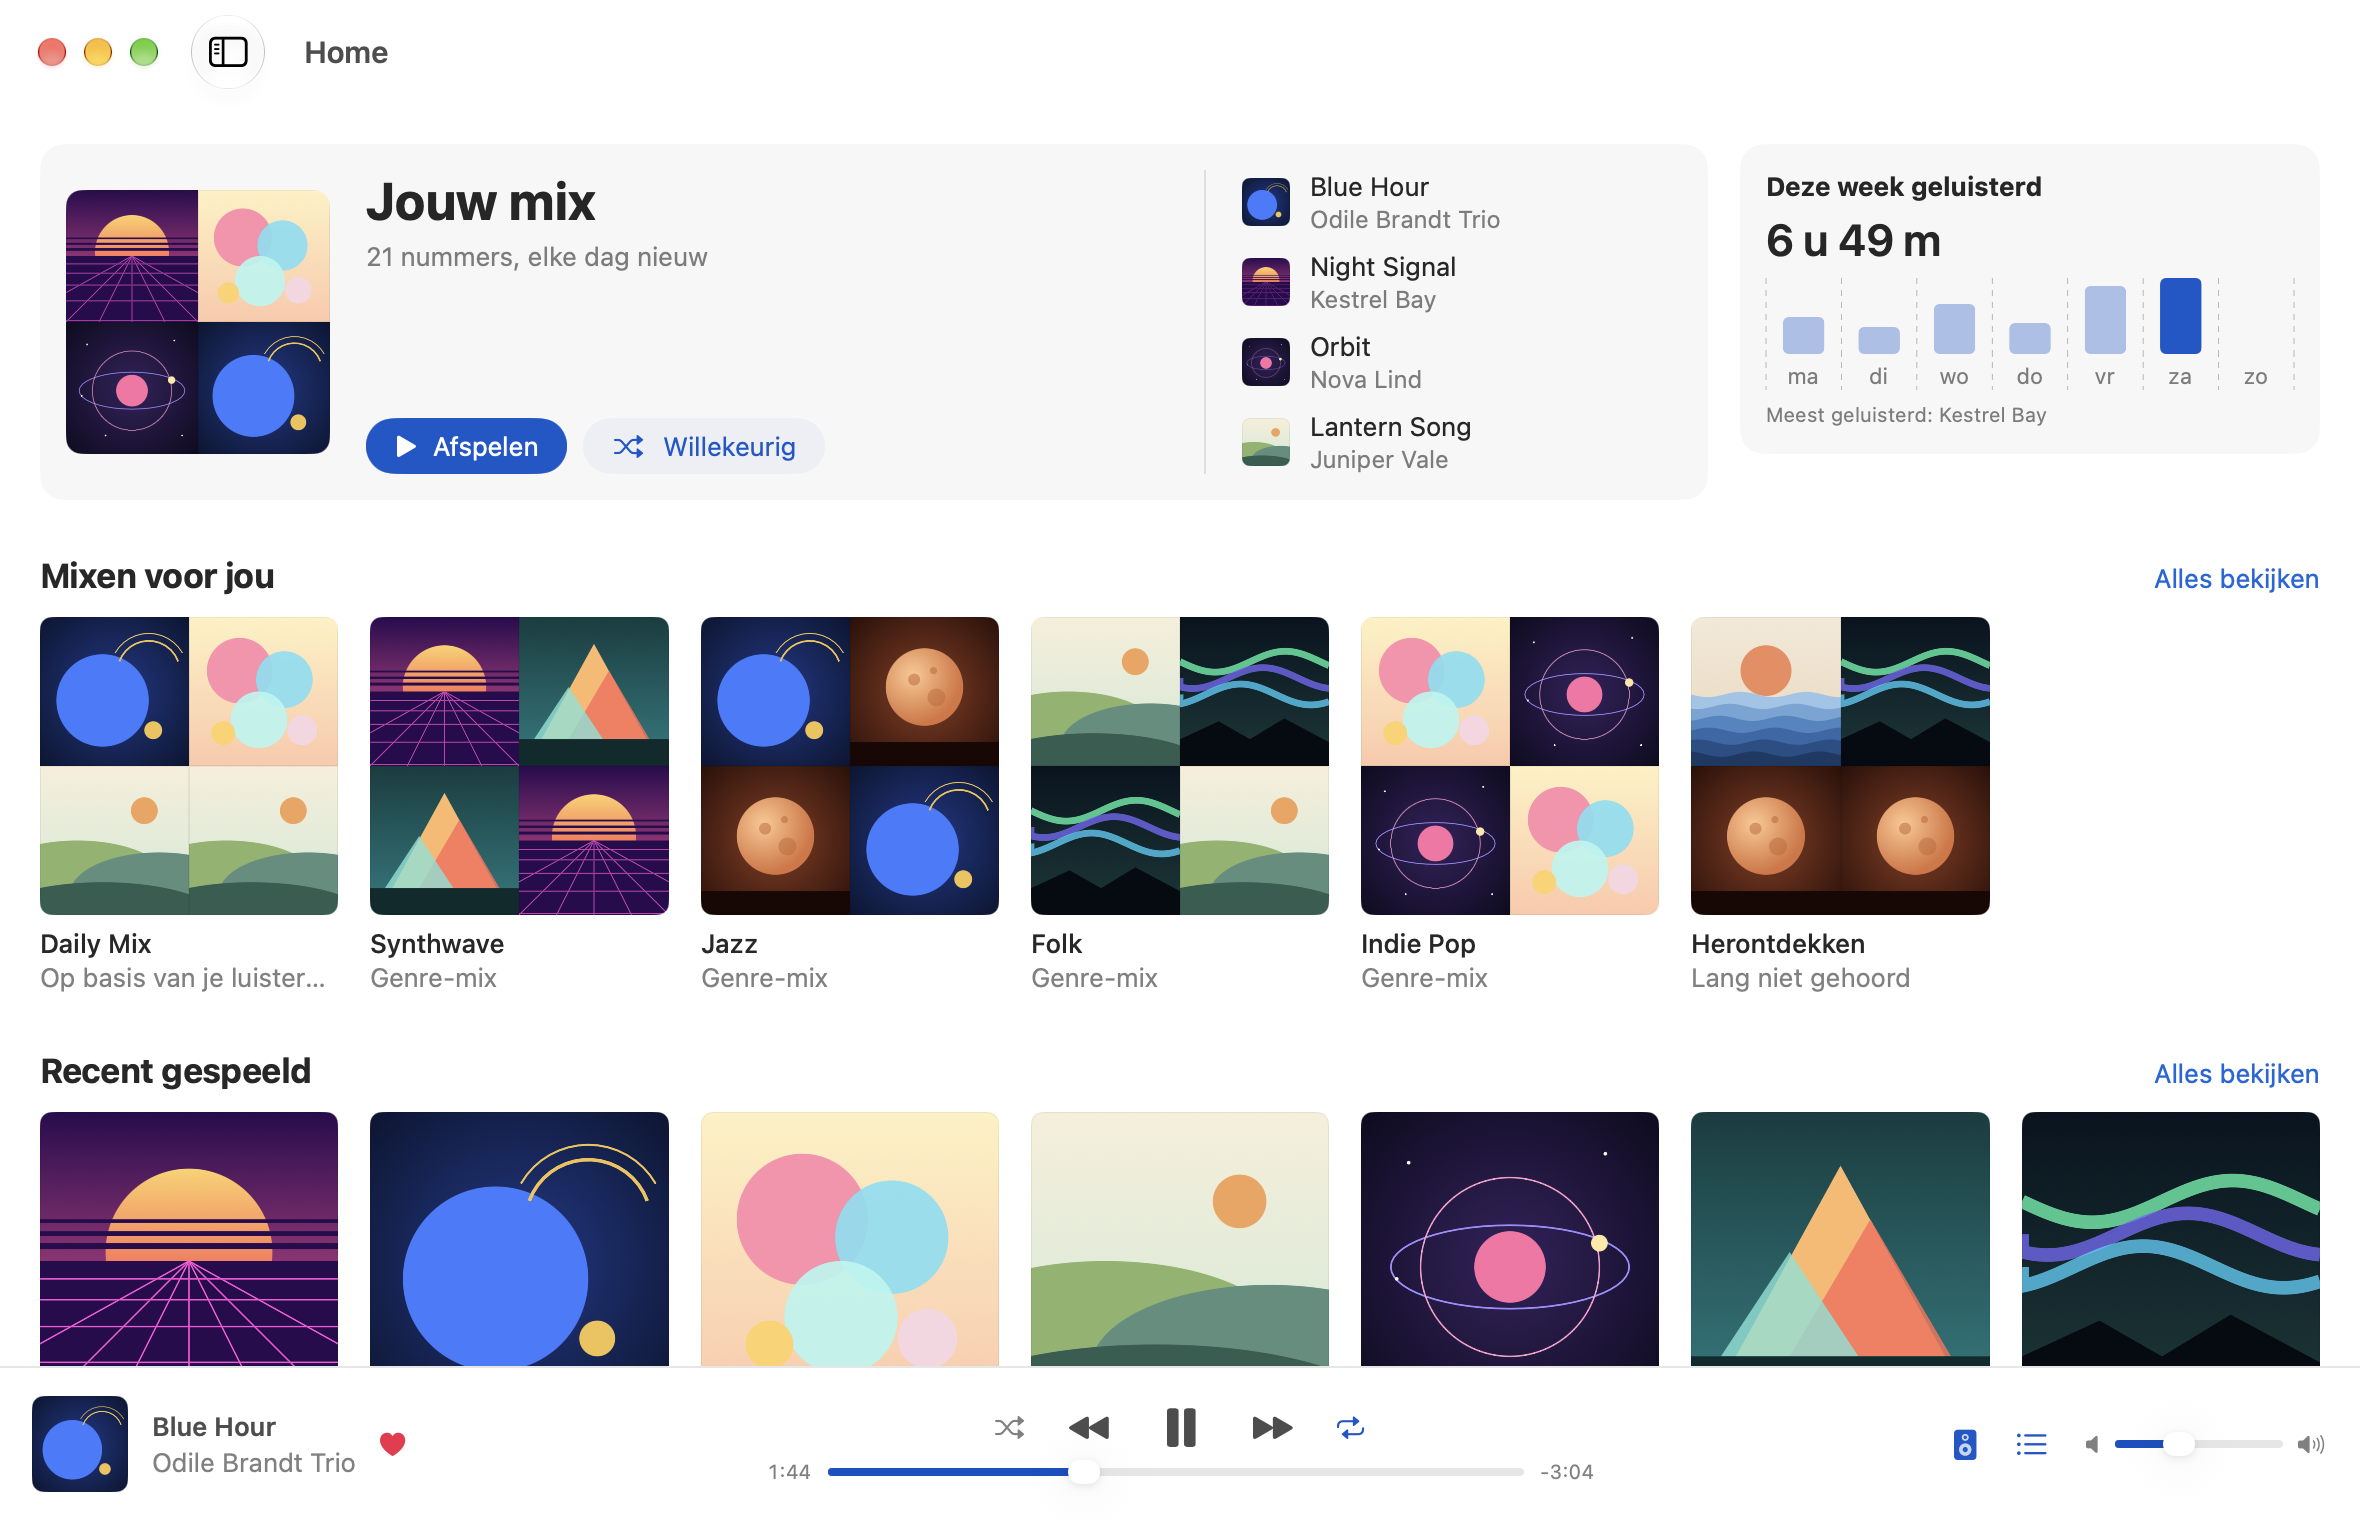 Home
Jouw mix
21 nummers, elke dag nieuw
Afspelen
Willekeurig
Blue Hour
Odile Brandt Trio
Night Signal
Kestrel Bay
Orbit
Nova Lind
Lantern Song
Juniper Vale
Deze week geluisterd
6 u 49 m
ma di wo do vr za zo
Meest geluisterd: Kestrel Bay
Mixen voor jou
Alles bekijken
Daily Mix
Op basis van je luister…
Synthwave
Genre-mix
Jazz
Genre-mix
Folk
Genre-mix
Indie Pop
Genre-mix
Herontdekken
Lang niet gehoord
Recent gespeeld
Alles bekijken
Blue Hour
Odile Brandt Trio
1:44
-3:04